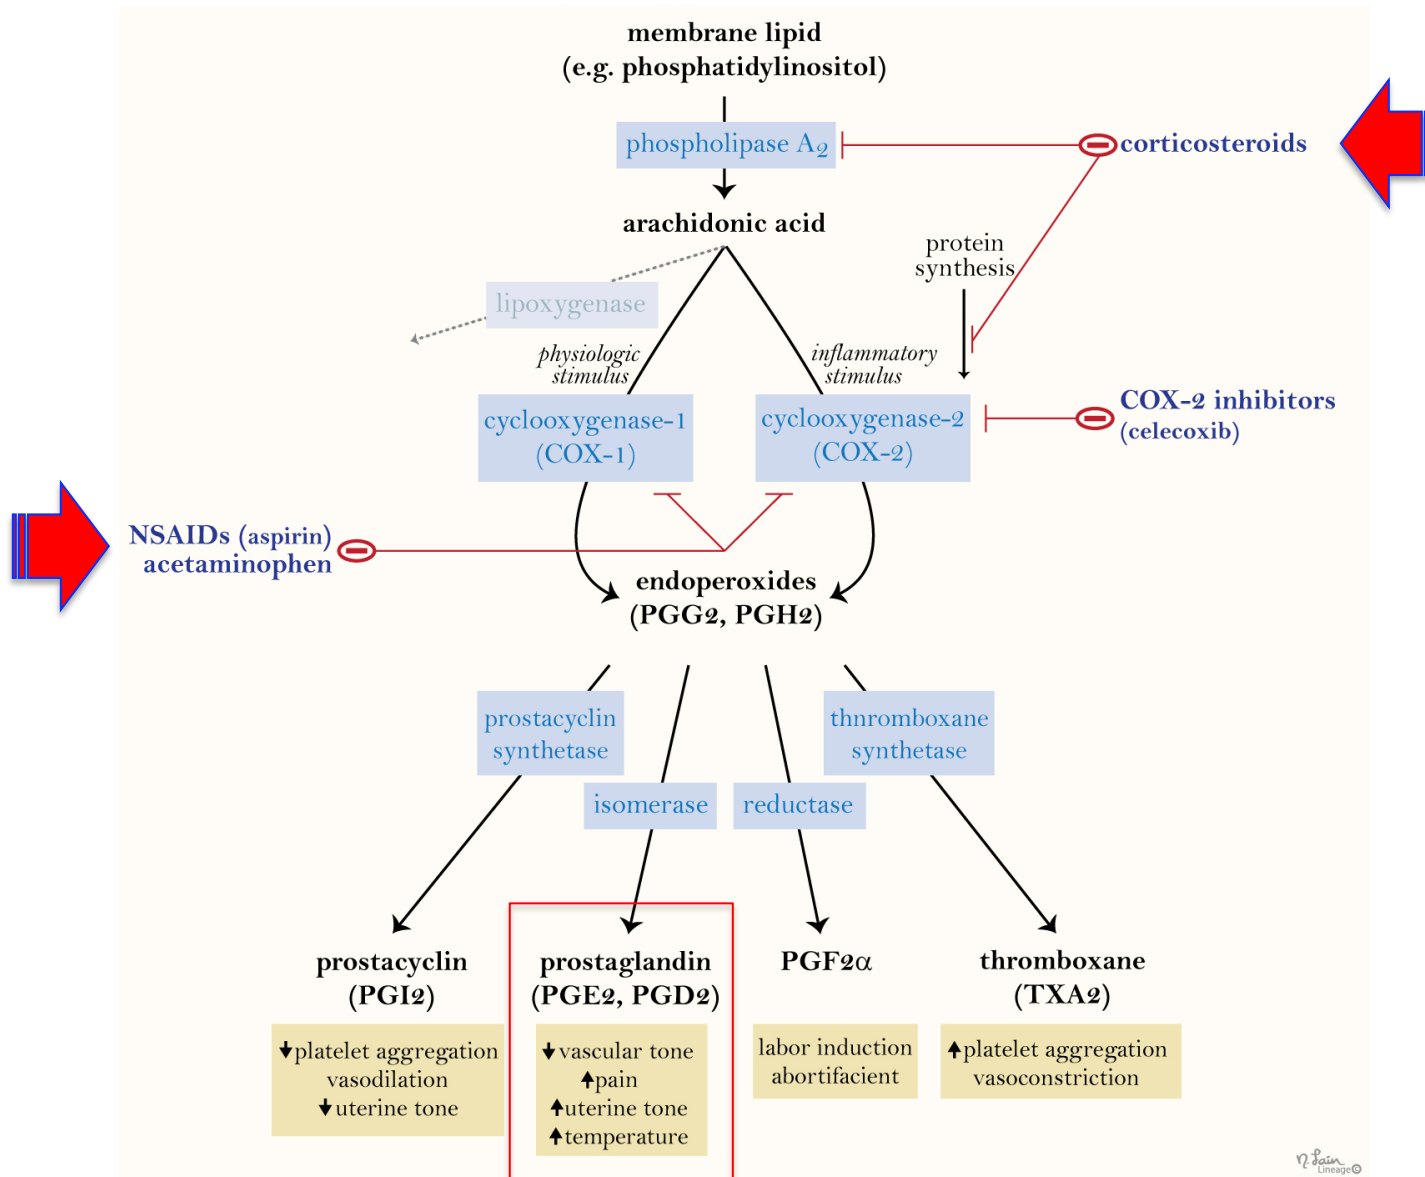 membrane lipid
(e.g. phosphatidylinositol)
phospholipase A2
corticosteroids
arachidonic acid
protein
synthesis
lipoxygenase
physiologic
stimulus
inflammatory
stimulus
cyclooxygenase-1
(COX-1)
cyclooxygenase-2
(COX-2)
COX-2 inhibitors
(celecoxib)
NSAIDs (aspirin)
acetaminophen
endoperoxides
(PGG2, PGH2)
prostacyclin
synthetase
thnromboxane
synthetase
isomerase
reductase
prostacyclin
(PGI2)
prostaglandin
(PGE2, PGD2)
PGF2α
thromboxane
(TXA2)
↓platelet aggregation
vasodilation
↓uterine tone
↓vascular tone
↑pain
↑uterine tone
↑temperature
labor induction
abortifacient
↑platelet aggregation
vasoconstriction
Lineage©